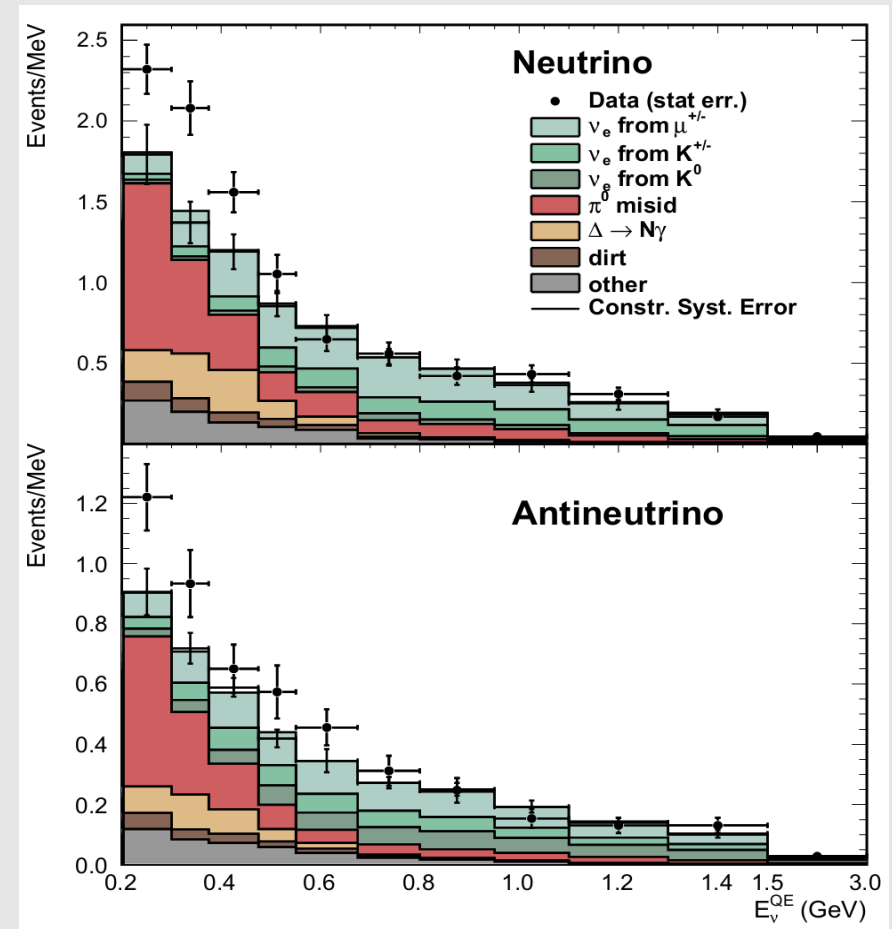 Events/MeV
2.5
2.0
1.5
1.0
0.5
Neutrino
Data (stat err.)
νe from μ+/-
νe from K+/-
νe from K0
π0 misid
Δ → Nγ
dirt
other
Constr. Syst. Error
Events/MeV
1.2
1.0
0.8
0.6
0.4
0.2
0.0
Antineutrino
0.2 0.4 0.6 0.8 1.0 1.2 1.4 1.5 3.0
EνQE (GeV)